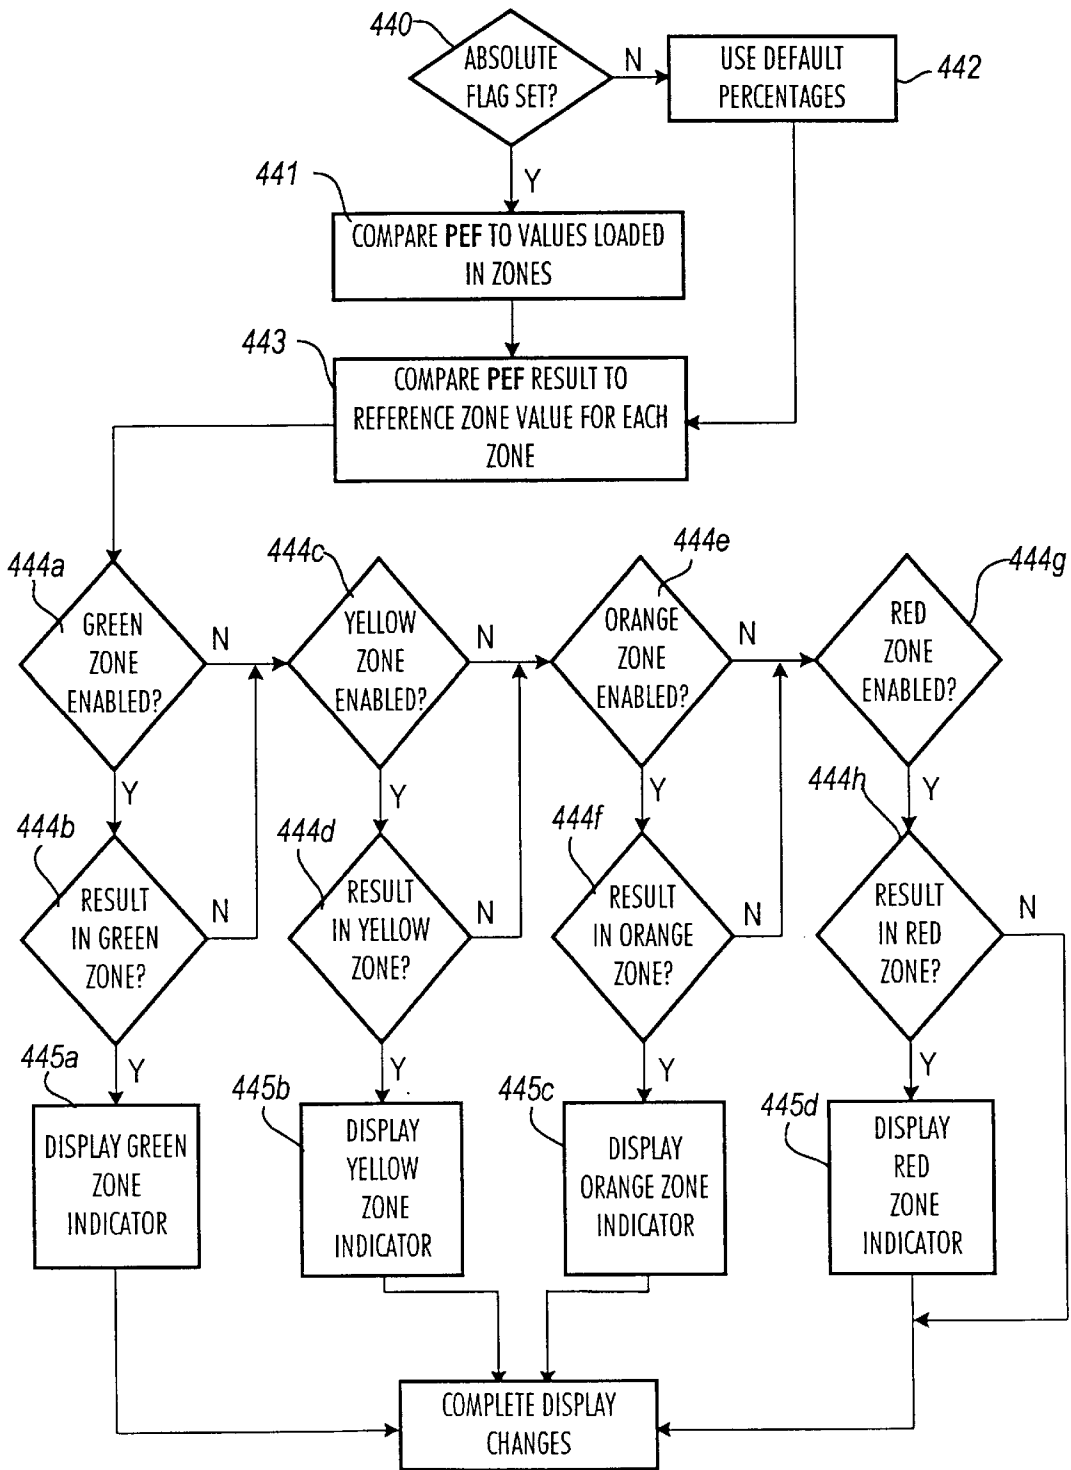 440
ABSOLUTE
FLAG SET?
N
USE DEFAULT
PERCENTAGES
442
Y
441
COMPARE PEF TO VALUES LOADED
IN ZONES
443
COMPARE PEF RESULT TO
REFERENCE ZONE VALUE FOR EACH
ZONE
444a
GREEN
ZONE
ENABLED?
N
444c
YELLOW
ZONE
ENABLED?
N
444e
ORANGE
ZONE
ENABLED?
N
444g
RED
ZONE
ENABLED?
Y
Y
Y
Y
444b
RESULT
IN GREEN
ZONE?
N
444d
RESULT
IN YELLOW
ZONE?
N
444f
RESULT
IN ORANGE
ZONE?
N
444h
RESULT
IN RED
ZONE?
N
Y
Y
Y
Y
445a
DISPLAY GREEN
ZONE
INDICATOR
445b
DISPLAY
YELLOW
ZONE
INDICATOR
445c
DISPLAY
ORANGE ZONE
INDICATOR
445d
DISPLAY
RED
ZONE
INDICATOR
COMPLETE DISPLAY
CHANGES